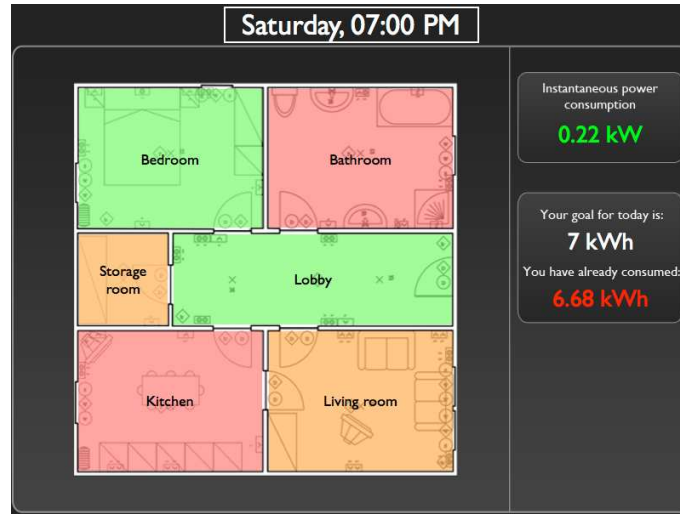 Saturday, 07:00 PM
Instantaneous power
consumption
0.22 kW
Bedroom
Bathroom
Your goal for today is:
7 kWh
You have already consumed:
6.68 kWh
Storage
room
Lobby
Kitchen
Living room